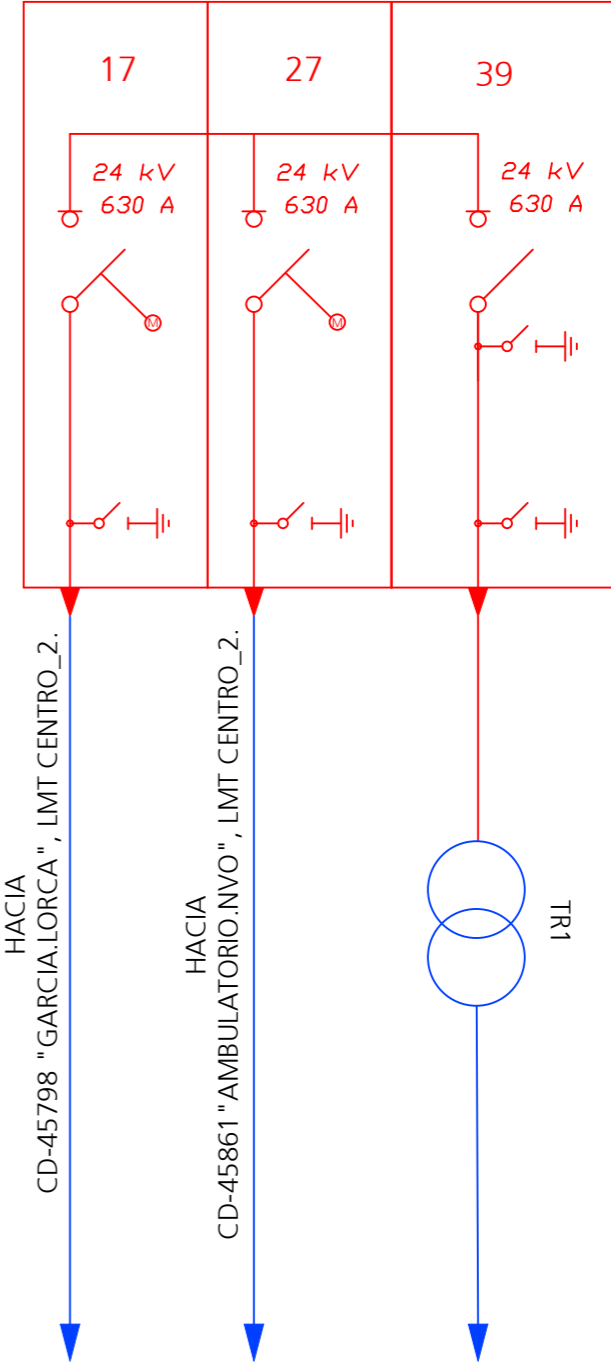 17
27
39
24 kV
630 A
24 kV
630 A
24 kV
630 A
M
M
HACIA
CD-45798 "GARCIA.LORCA", LMT CENTRO_2.
HACIA
CD-45861 "AMBULATORIO.NVO", LMT CENTRO_2.
TR1